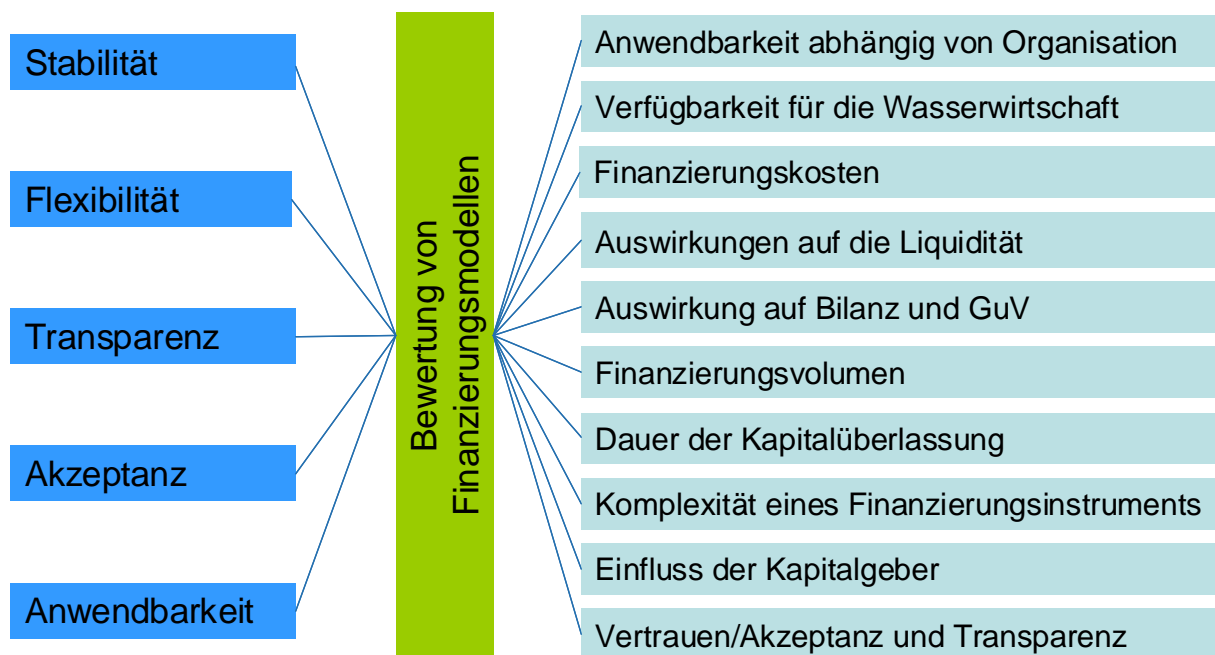 Stabilität
Flexibilität
Transparenz
Akzeptanz
Anwendbarkeit
Bewertung von
Finanzierungsmodellen
Anwendbarkeit abhängig von Organisation
Verfügbarkeit für die Wasserwirtschaft
Finanzierungskosten
Auswirkungen auf die Liquidität
Auswirkung auf Bilanz und GuV
Finanzierungsvolumen
Dauer der Kapitalüberlassung
Komplexität eines Finanzierungsinstruments
Einfluss der Kapitalgeber
Vertrauen/Akzeptanz und Transparenz